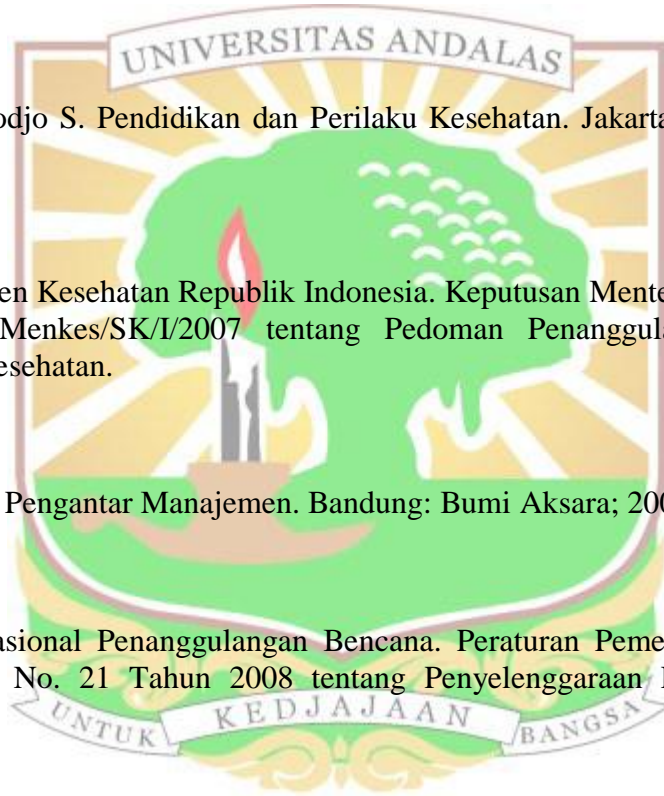 UNIVERSITAS ANDALAS
odjo S. Pendidikan dan Perilaku Kesehatan. Jakarta
en Kesehatan Republik Indonesia. Keputusan Mente
Menkes/SK/I/2007 tentang Pedoman Penanggula
esehatan.
Pengantar Manajemen. Bandung: Bumi Aksara; 200
asional Penanggulangan Bencana. Peraturan Peme
No. 21 Tahun 2008 tentang Penyelenggaraan
UNTUK KEDJAJAAN BANGSA